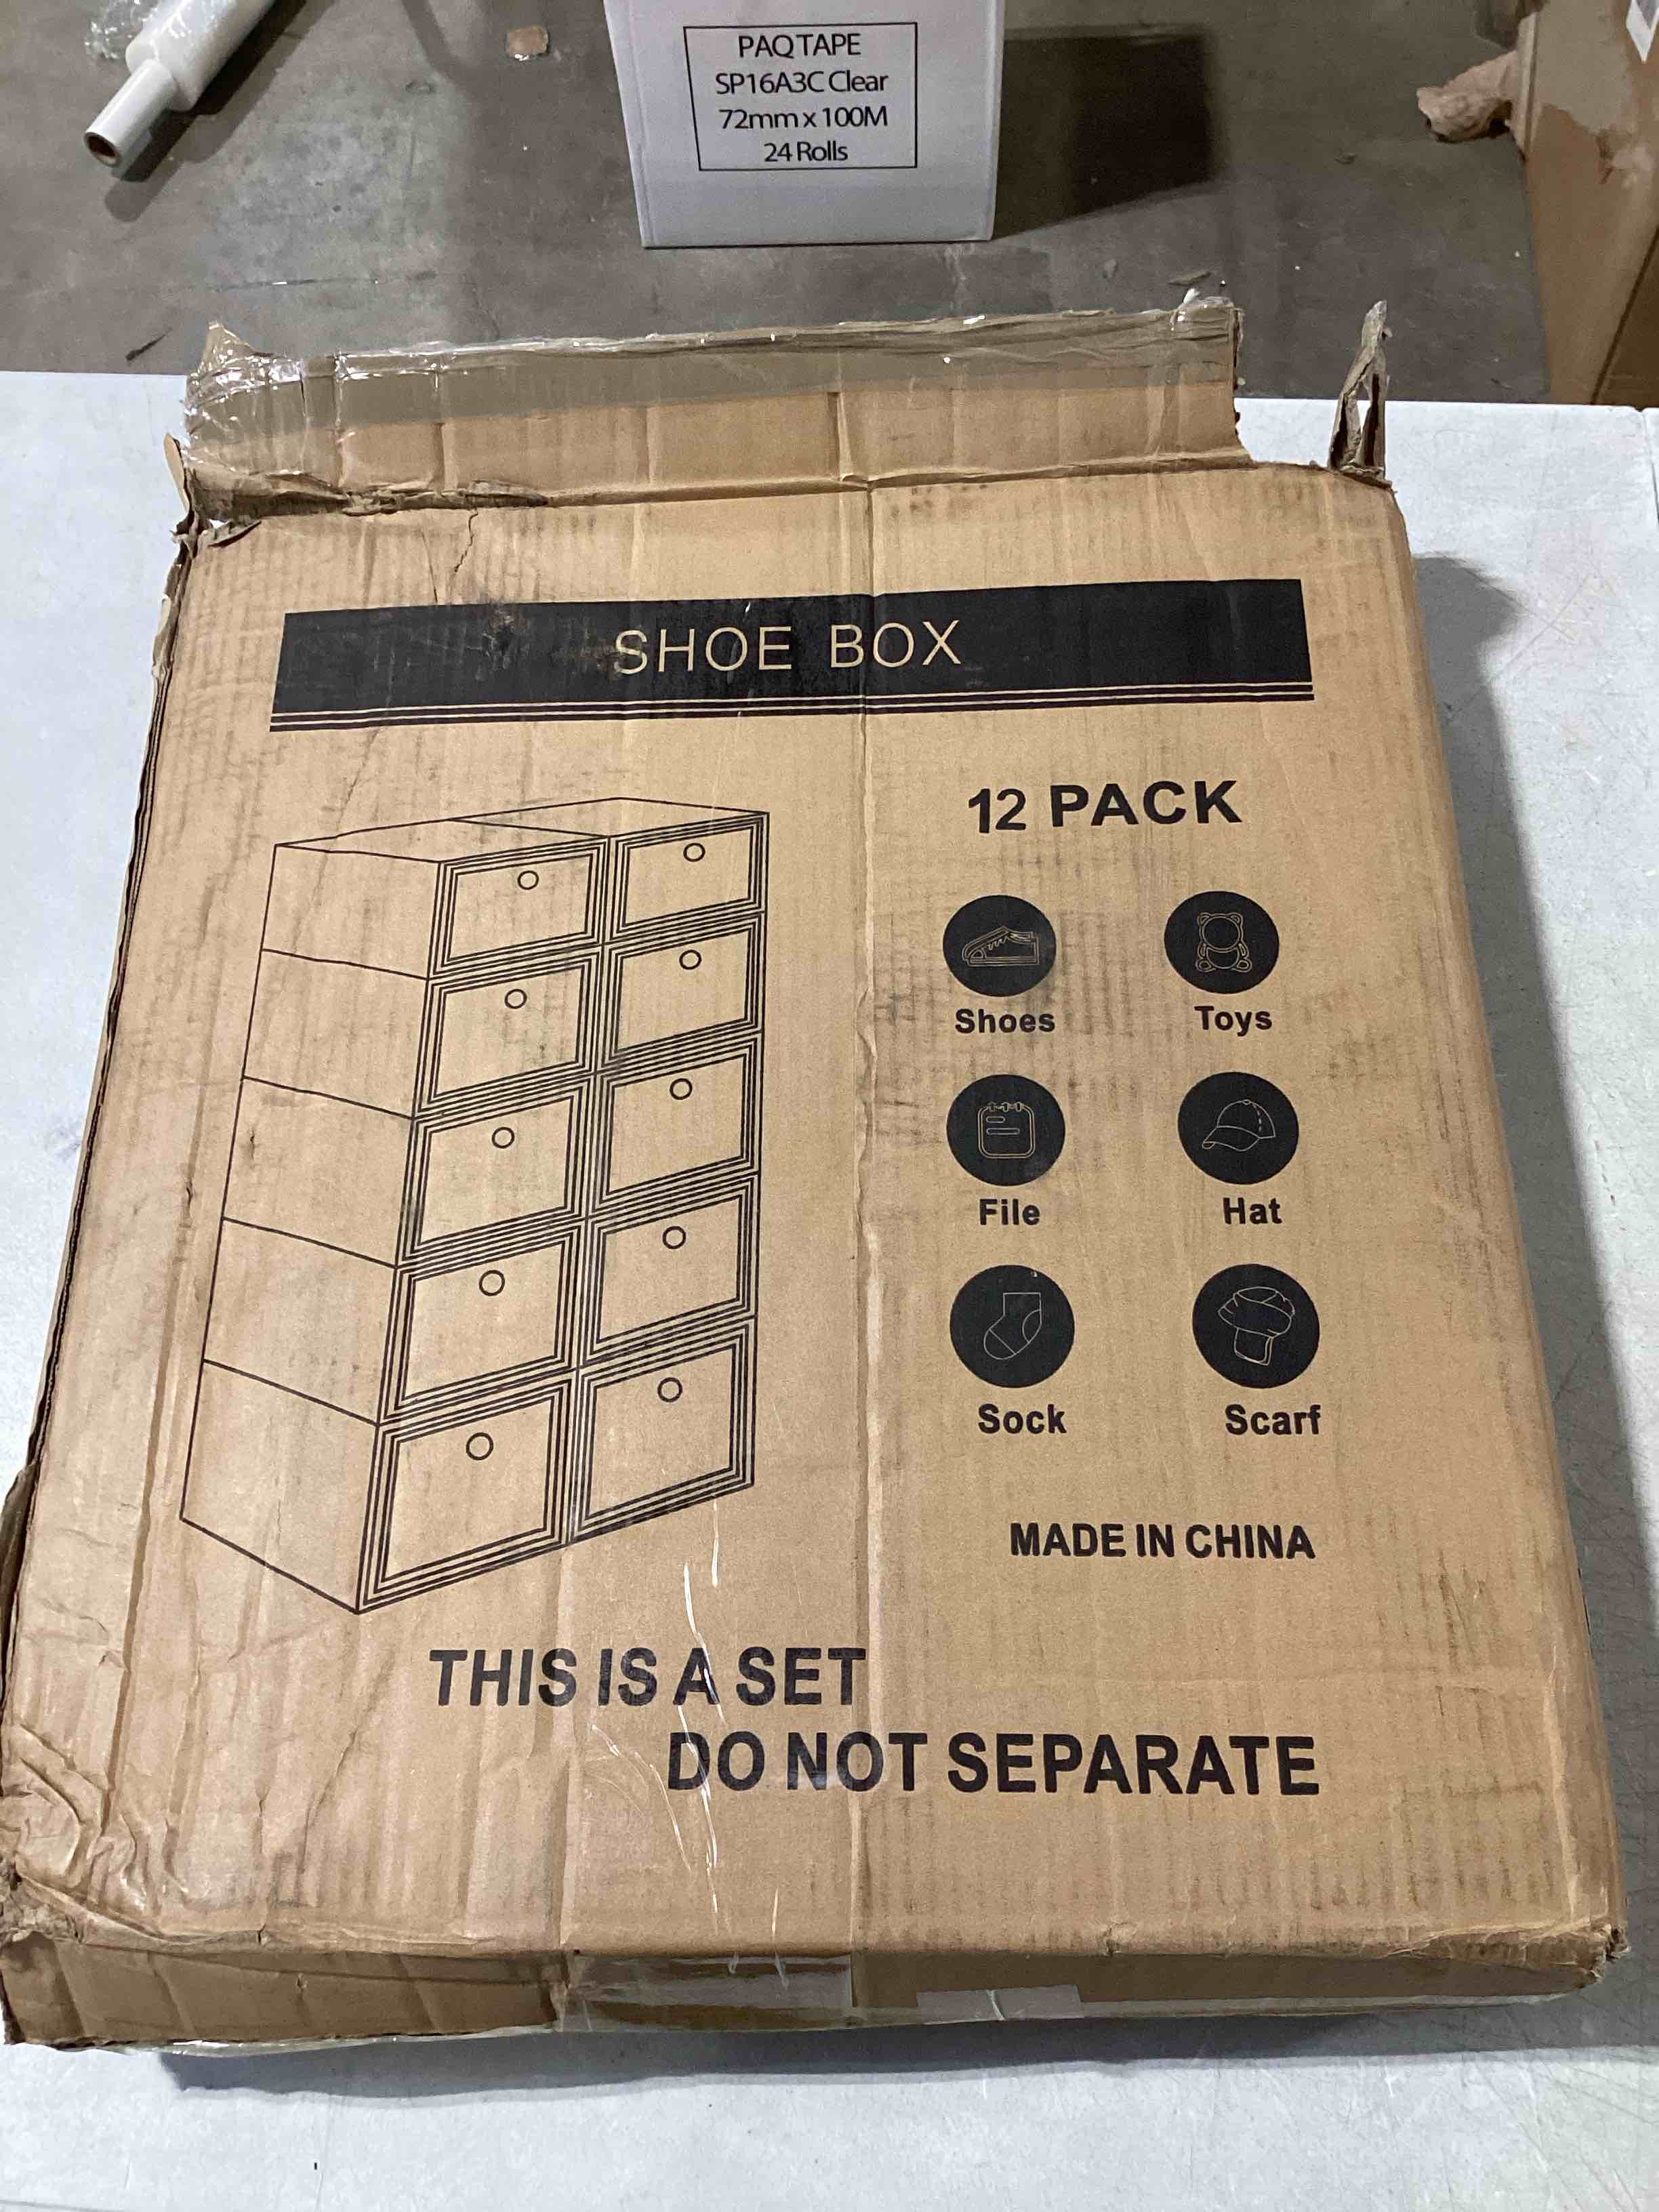 PAQTAPE
SP16A3C Clear
72mm x 100M
24 Rolls
SHOE BOX
12 PACK
Shoes Toys
File Hat
Sock Scarf
MADE IN CHINA
THIS IS A SET
DO NOT SEPARATE